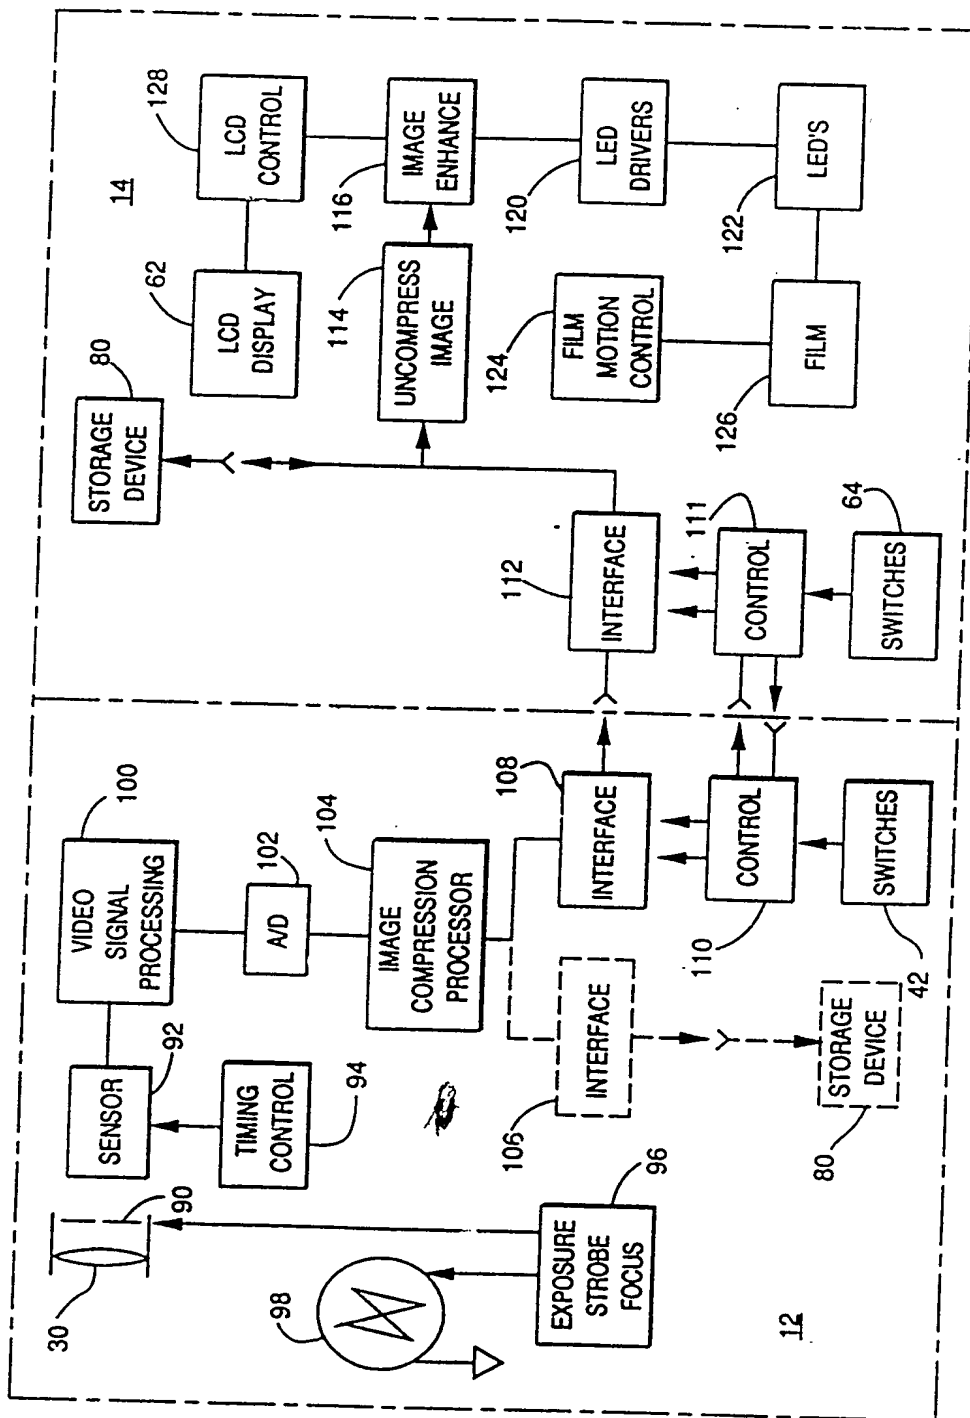 30
90
98
EXPOSURE
STROBE
FOCUS
96
12
SENSOR
92
TIMING
CONTROL
94
VIDEO
SIGNAL
PROCESSING
100
A/D
102
IMAGE
COMPRESSION
PROCESSOR
104
INTERFACE
106
STORAGE
DEVICE
80
INTERFACE
108
CONTROL
110
SWITCHES
42
14
STORAGE
DEVICE
80
LCD
DISPLAY
62
LCD
CONTROL
128
UNCOMPRESS
IMAGE
114
IMAGE
ENHANCE
116
INTERFACE
112
CONTROL
111
SWITCHES
64
FILM
MOTION
CONTROL
124
LED
DRIVERS
120
FILM
126
LED'S
122